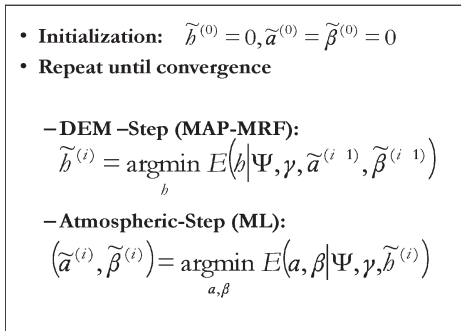 • Initialization: h̃⁽⁰⁾ = 0, ã⁽⁰⁾ = β̃⁽⁰⁾ = 0
• Repeat until convergence
– DEM –Step (MAP-MRF):
h̃⁽ⁱ⁾ = argmin E(h|Ψ, γ, ã⁽ⁱ ¹⁾, β̃⁽ⁱ ¹⁾)
h
– Atmospheric-Step (ML):
(ã⁽ⁱ⁾, β̃⁽ⁱ⁾) = argmin E(a, β|Ψ, γ, h̃⁽ⁱ⁾)
a, β